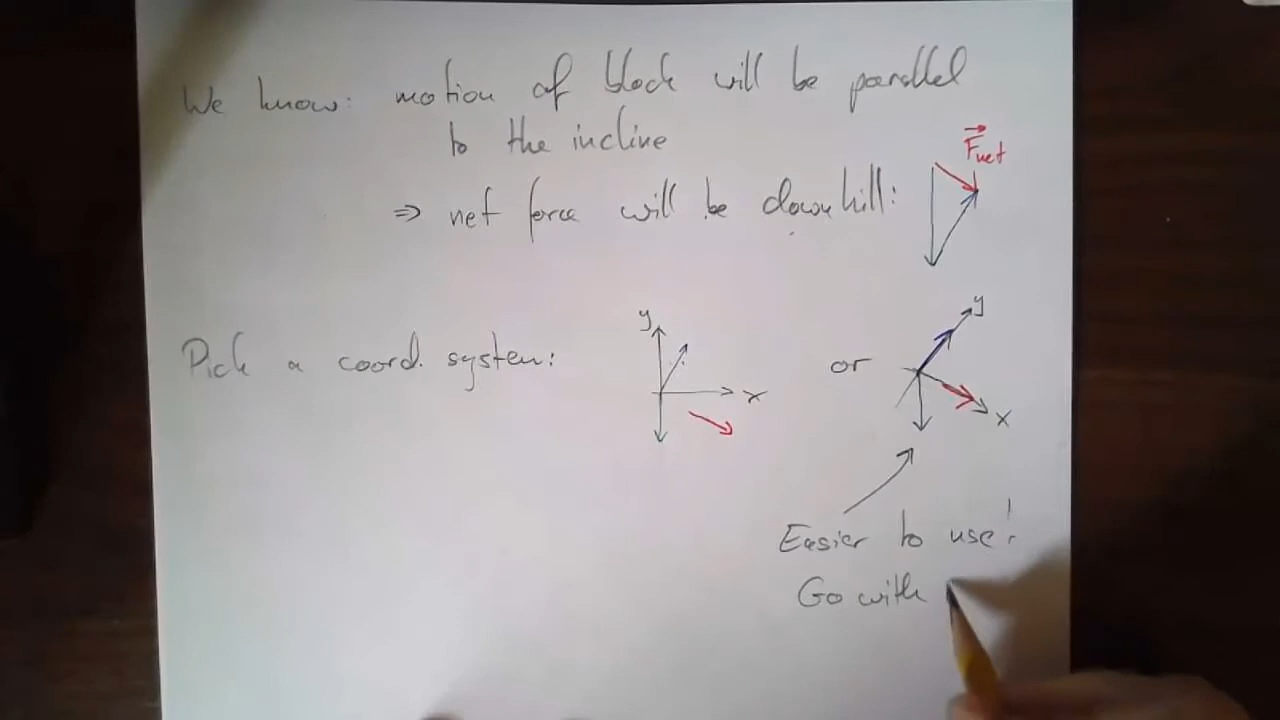 We know: motion of block will be parallel
to the incline
⇒ net force will be downhill:
F⃗net
Pick a coord. system:
y
x
or
y
x
Easier to use!
Go with